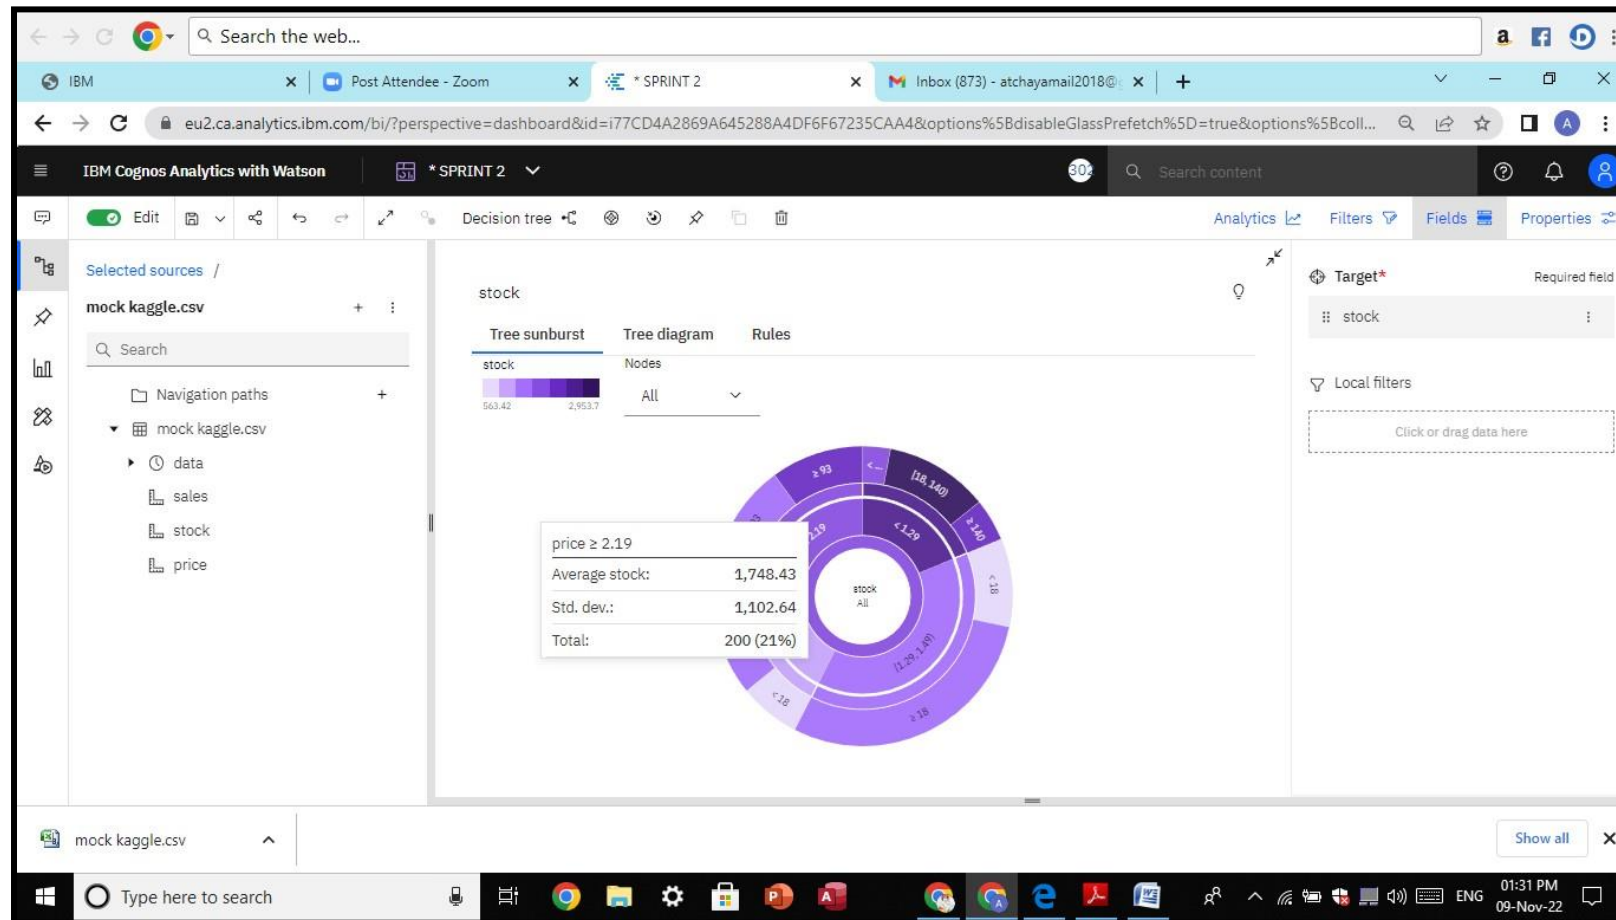 Search the web...
IBM
Post Attendee - Zoom
* SPRINT 2
Inbox (873) - atchayamail2018@
eu2.ca.analytics.ibm.com/bi/?perspective=dashboard&id=i77CD4A2869A645288A4DF6F67235CAA4&options%5BdisableGlassPrefetch%5D=true&options%5Bcoll...
A
IBM Cognos Analytics with Watson
* SPRINT 2
302
Search content
Edit
Decision tree
Analytics
Filters
Fields
Properties
Selected sources /
mock kaggle.csv
Search
Navigation paths
mock kaggle.csv
data
sales
stock
price
stock
Tree sunburst
Tree diagram
Rules
stock
563.42
2,953.7
Nodes
All
≥ 93
< ...
[18, 140)
≥ 140
< 18
< 1.29
2.19
[1.29, 1.49)
≥ 18
< 18
stock
All
price ≥ 2.19
Average stock: 1,748.43
Std. dev.: 1,102.64
Total: 200 (21%)
Target*
Required field
stock
Local filters
Click or drag data here
mock kaggle.csv
Show all
Type here to search
ENG
01:31 PM
09-Nov-22